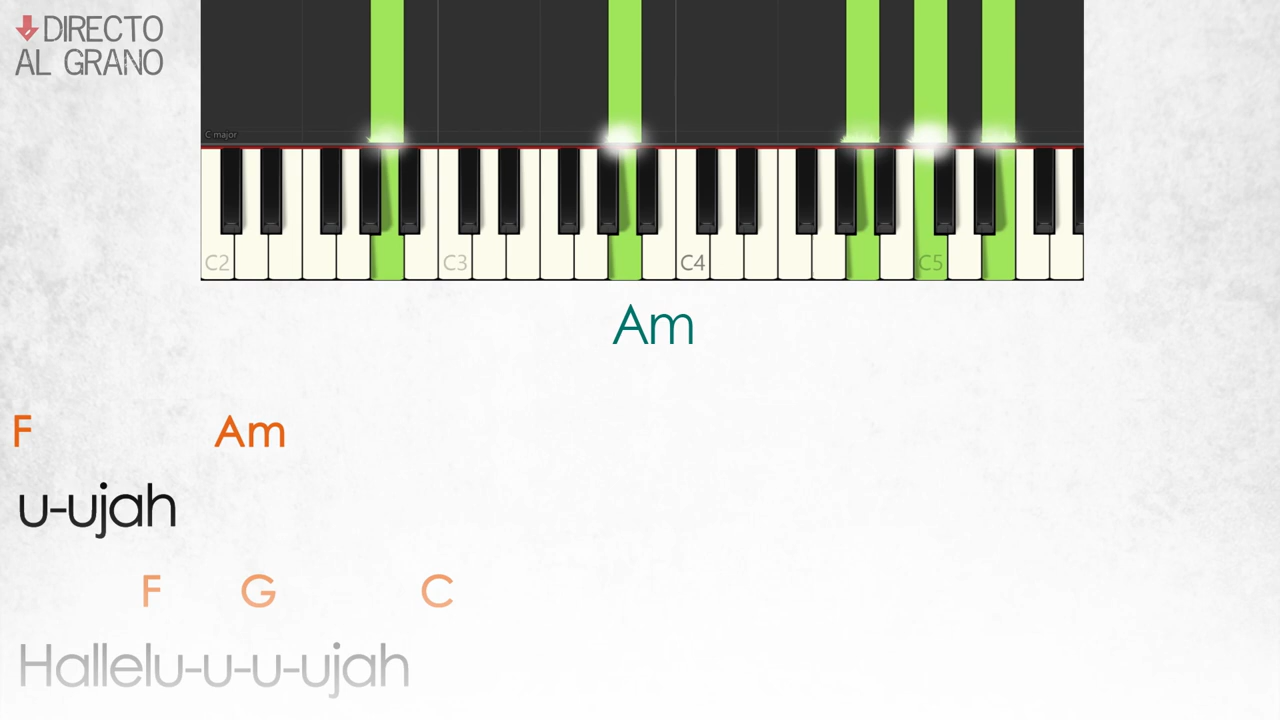 DIRECTO
AL GRANO
C major
C2 C3 C4 C5
Am
F Am
u-ujah
F G C
Hallelu-u-u-ujah